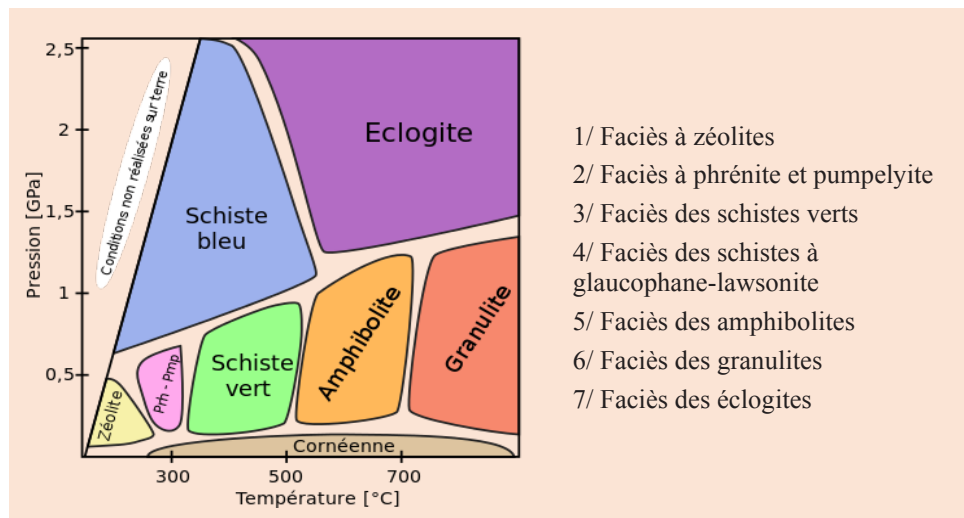 2,5
2
1,5
1
0,5
Pression [GPa]
Conditions non réalisées sur terre
Schiste
bleu
Eclogite
Zéolite
Prh - Pmp
Schiste
vert
Amphibolite
Granulite
Cornéenne
300
500
700
Température [°C]
1/ Faciès à zéolites
2/ Faciès à phrénite et pumpelyite
3/ Faciès des schistes verts
4/ Faciès des schistes à
glaucophane-lawsonite
5/ Faciès des amphibolites
6/ Faciès des granulites
7/ Faciès des éclogites